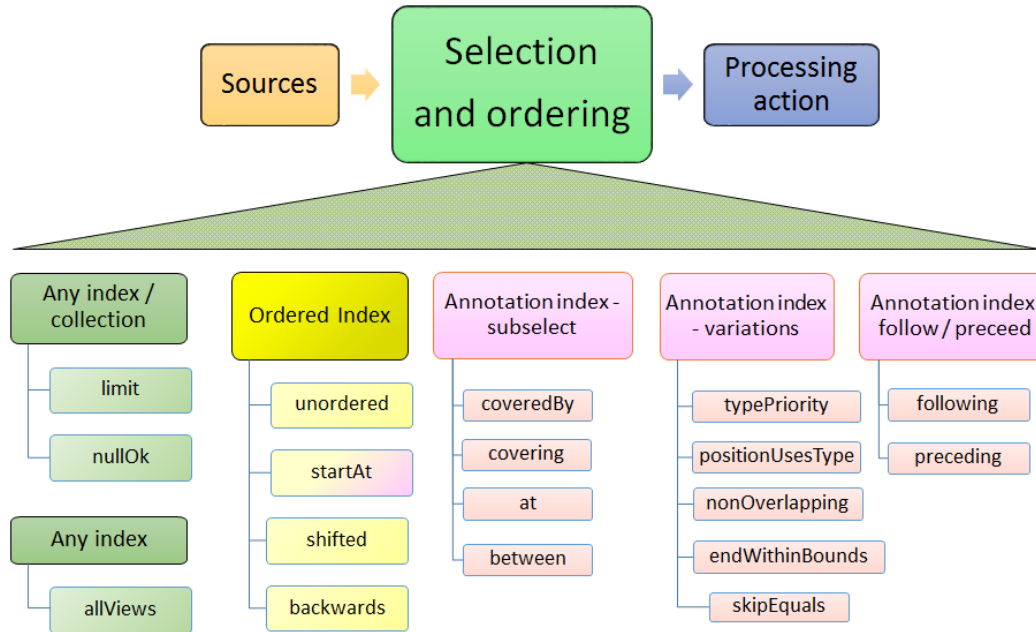 Sources
Selection
and ordering
Processing
action
Any index /
collection
limit
nullOk
Any index
allViews
Ordered Index
unordered
startAt
shifted
backwards
Annotation index -
subselect
coveredBy
covering
at
between
Annotation index
- variations
typePriority
positionUsesType
nonOverlapping
endWithinBounds
skipEquals
Annotation index
follow / preceed
following
preceding